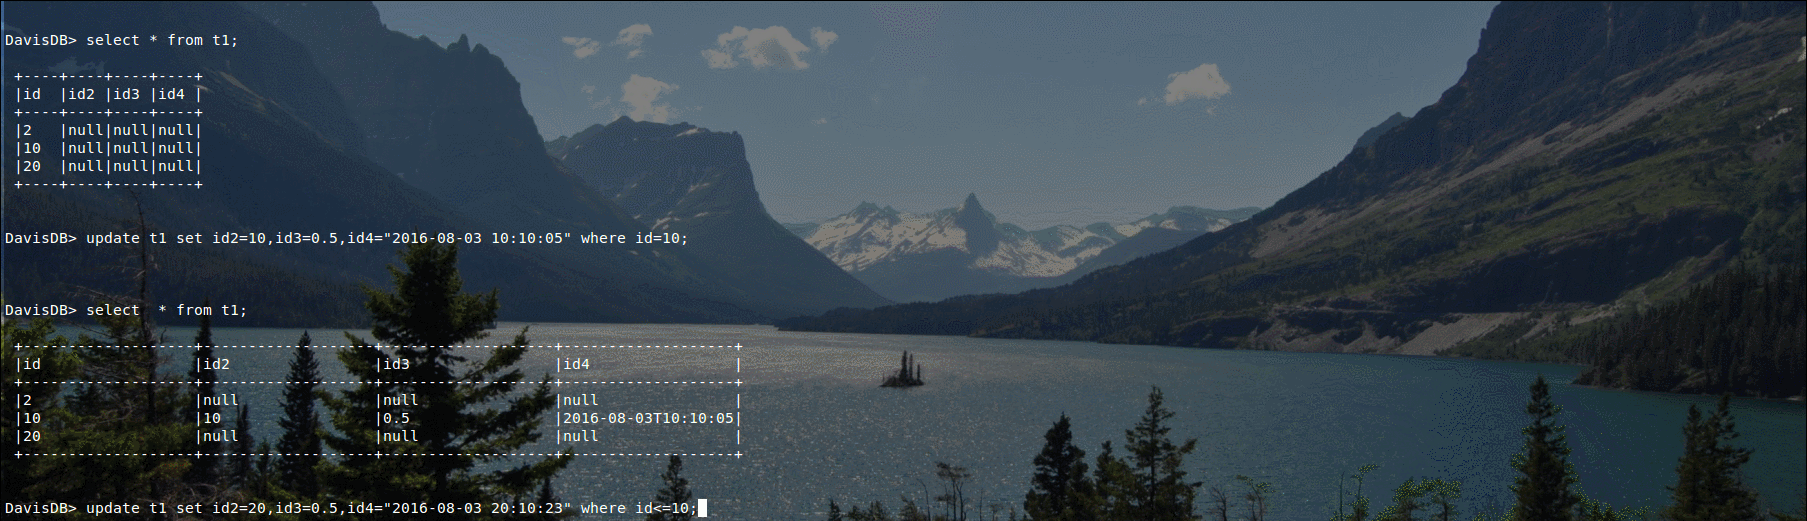 DavisDB> select * from t1;
+----+----+----+----+
|id  |id2 |id3 |id4 |
+----+----+----+----+
|2   |null|null|null|
|10  |null|null|null|
|20  |null|null|null|
+----+----+----+----+
DavisDB> update t1 set id2=10,id3=0.5,id4="2016-08-03 10:10:05" where id=10;
DavisDB> select  * from t1;
+-------------------+-------------------+-------------------+-------------------+
|id                 |id2                |id3                |id4                |
+-------------------+-------------------+-------------------+-------------------+
|2                  |null               |null               |null               |
|10                 |10                 |0.5                |2016-08-03T10:10:05|
|20                 |null               |null               |null               |
+-------------------+-------------------+-------------------+-------------------+
DavisDB> update t1 set id2=20,id3=0.5,id4="2016-08-03 20:10:23" where id<=10;